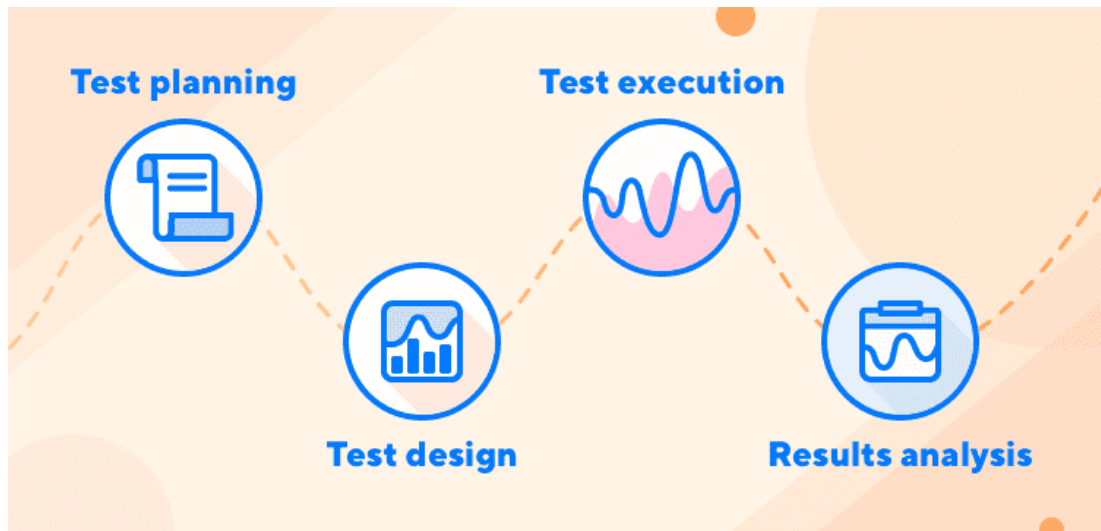 Test planning
Test design
Test execution
Results analysis